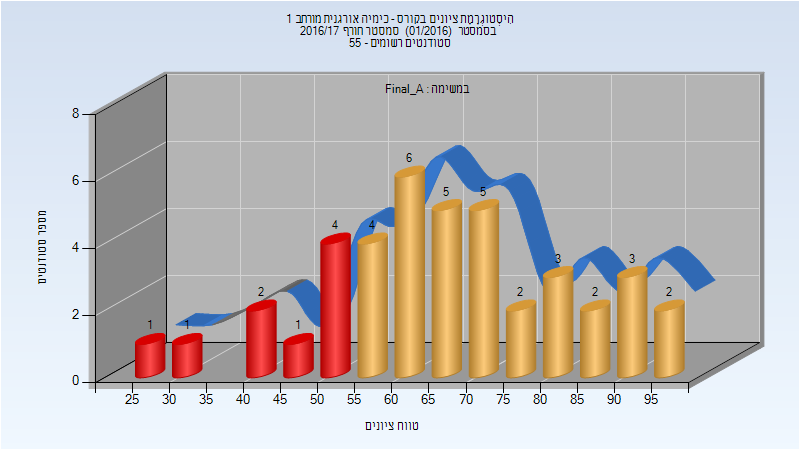 היסטוגרמת ציונים בקורס - כימיה אורגנית מורחב 1
בסמסטר (01/2016) סמסטר חורף 2016/17
סטודנטים רשומים - 55
במשימה : Final_A
מספר סטודנטים
8
6
4
2
0
1
1
2
1
4
4
6
5
5
2
3
2
3
2
25 30 35 40 45 50 55 60 65 70 75 80 85 90 95
טווח ציונים